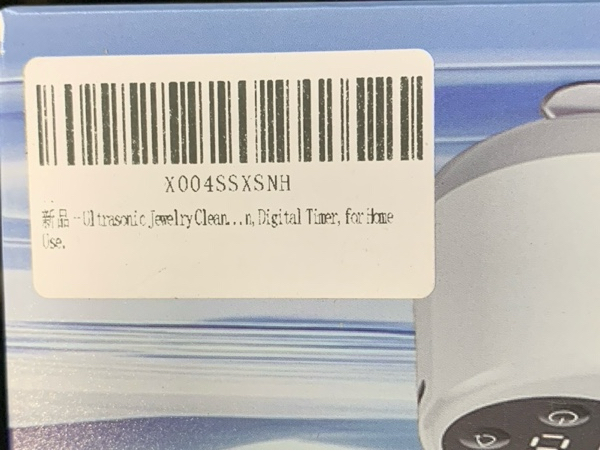 X004SSXSNH
新品 - Ultrasonic Jewelry Clean...n, Digital Timer, for Home
Use.